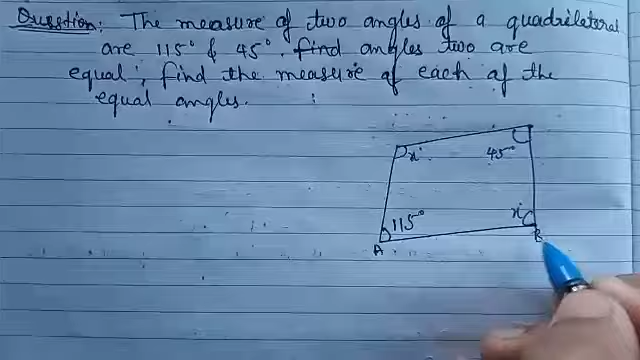 Question: The measure of two angles of a quadrilateral
are 115° & 45°. find angles two are
equal, find the measure of each of the
equal angles.
x°
45°
115°
x°
A
B